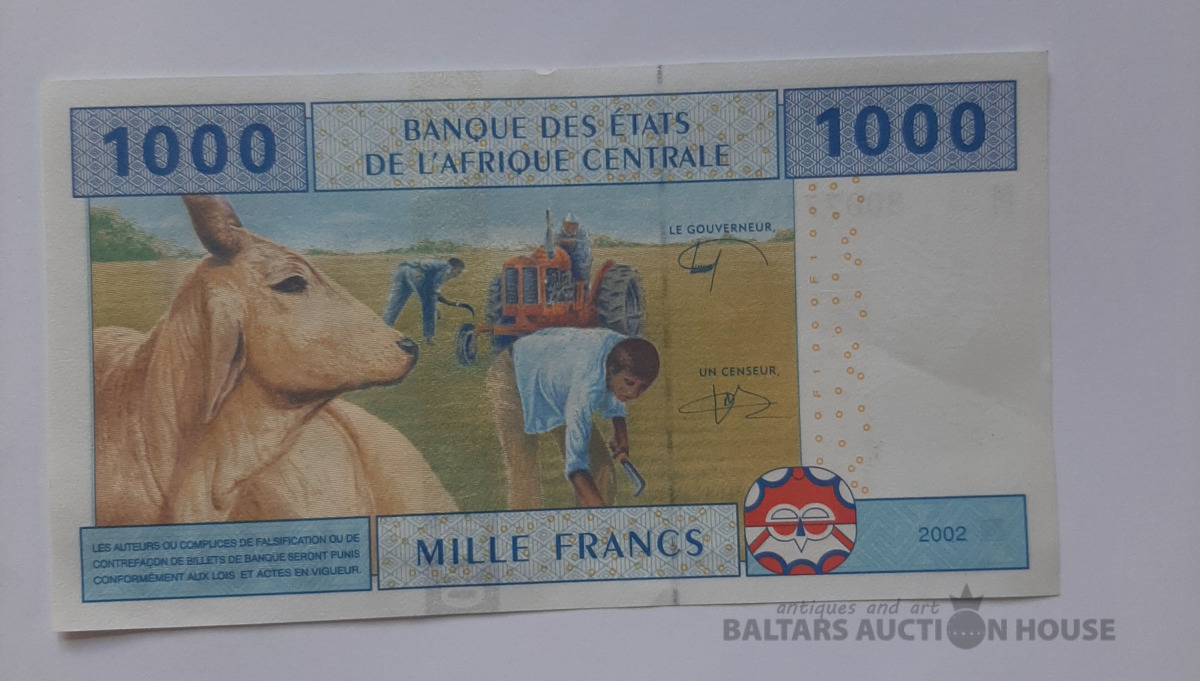 1000
BANQUE DES ÉTATS
DE L'AFRIQUE CENTRALE
1000
LE GOUVERNEUR,
UN CENSEUR,
LES AUTEURS OU COMPLICES DE FALSIFICATION OU DE
CONTREFAÇON DE BILLETS DE BANQUE SERONT PUNIS
CONFORMÉMENT AUX LOIS ET ACTES EN VIGUEUR.
MILLE FRANCS
2002
antiques and art
BALTARS AUCTION HOUSE